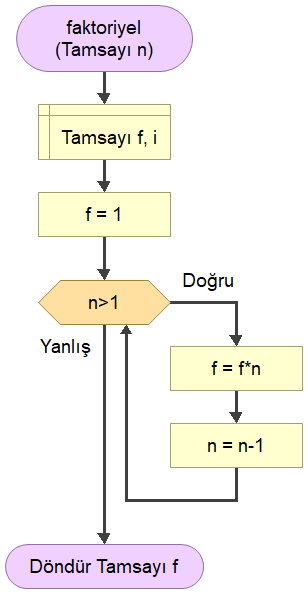 faktoriyel
(Tamsayı n)
Tamsayı f, i
f = 1
n>1
Doğru
Yanlış
f = f*n
n = n-1
Döndür Tamsayı f